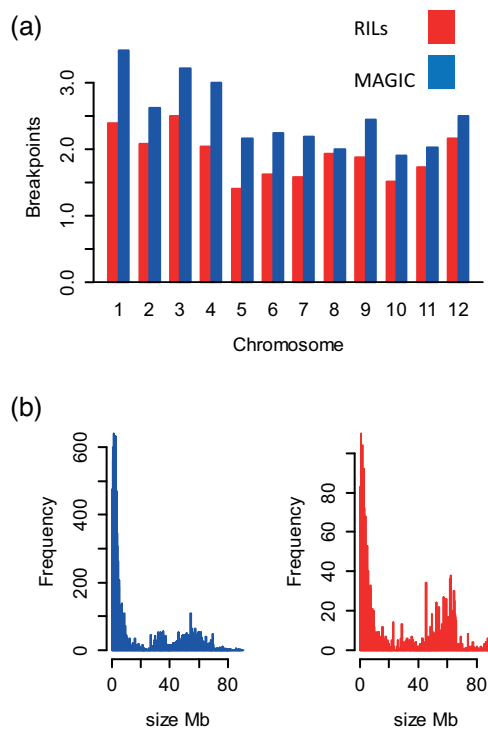 (a)
RILs
MAGIC
Breakpoints
0.0 1.0 2.0 3.0
1 2 3 4 5 6 7 8 9 10 11 12
Chromosome
(b)
Frequency
0 200 400 600
0 40 80
size Mb
Frequency
0 20 40 60 80
0 40 80
size Mb